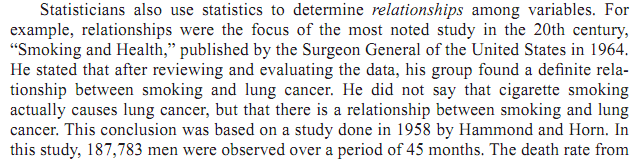 Statisticians also use statistics to determine relationships among variables. For
example, relationships were the focus of the most noted study in the 20th century,
“Smoking and Health,” published by the Surgeon General of the United States in 1964.
He stated that after reviewing and evaluating the data, his group found a definite rela-
tionship between smoking and lung cancer. He did not say that cigarette smoking
actually causes lung cancer, but that there is a relationship between smoking and lung
cancer. This conclusion was based on a study done in 1958 by Hammond and Horn. In
this study, 187,783 men were observed over a period of 45 months. The death rate from